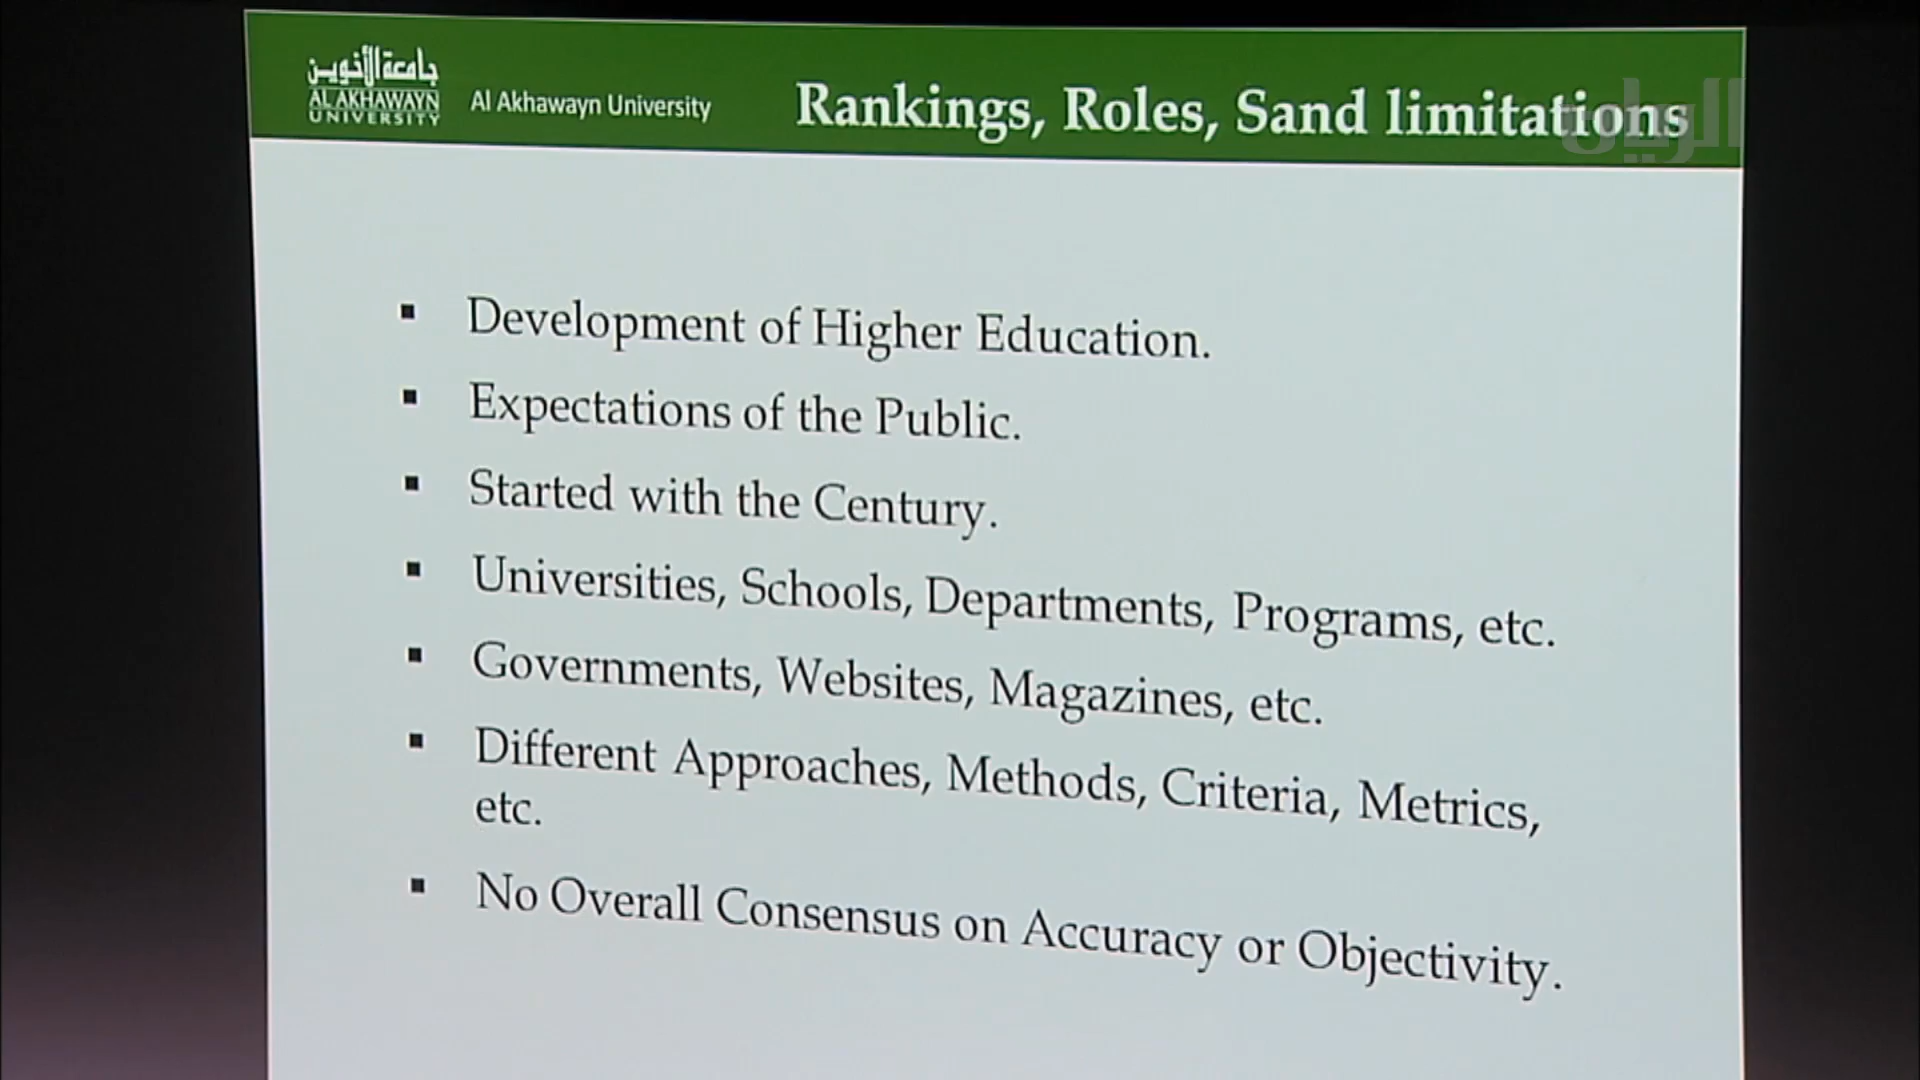 جامعة الأخوين
AL AKHAWAYN
UNIVERSITY
Al Akhawayn University
Rankings, Roles, Sand limitations
الريان
▪ Development of Higher Education.
▪ Expectations of the Public.
▪ Started with the Century.
▪ Universities, Schools, Departments, Programs, etc.
▪ Governments, Websites, Magazines, etc.
▪ Different Approaches, Methods, Criteria, Metrics,
etc.
▪ No Overall Consensus on Accuracy or Objectivity.